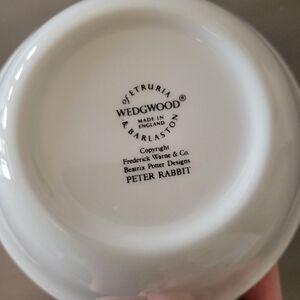 of ETRURIA
WEDGWOOD®
MADE IN
ENGLAND
& BARLASTON
Copyright
Frederick Warne & Co.
Beatrix Potter Designs
PETER RABBIT